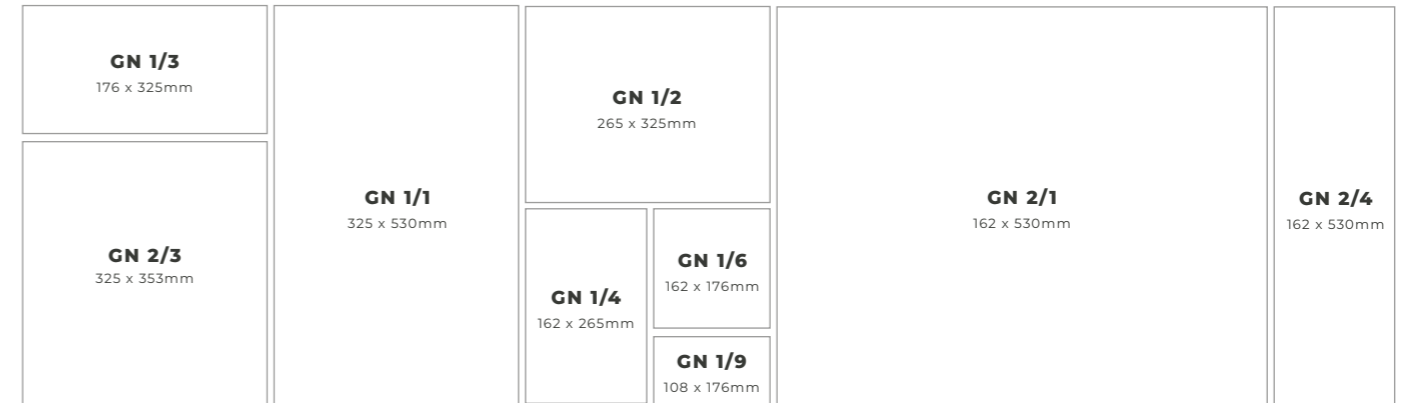 GN 1/3
176 x 325mm
GN 2/3
325 x 353mm
GN 1/1
325 x 530mm
GN 1/2
265 x 325mm
GN 1/4
162 x 265mm
GN 1/6
162 x 176mm
GN 1/9
108 x 176mm
GN 2/1
162 x 530mm
GN 2/4
162 x 530mm